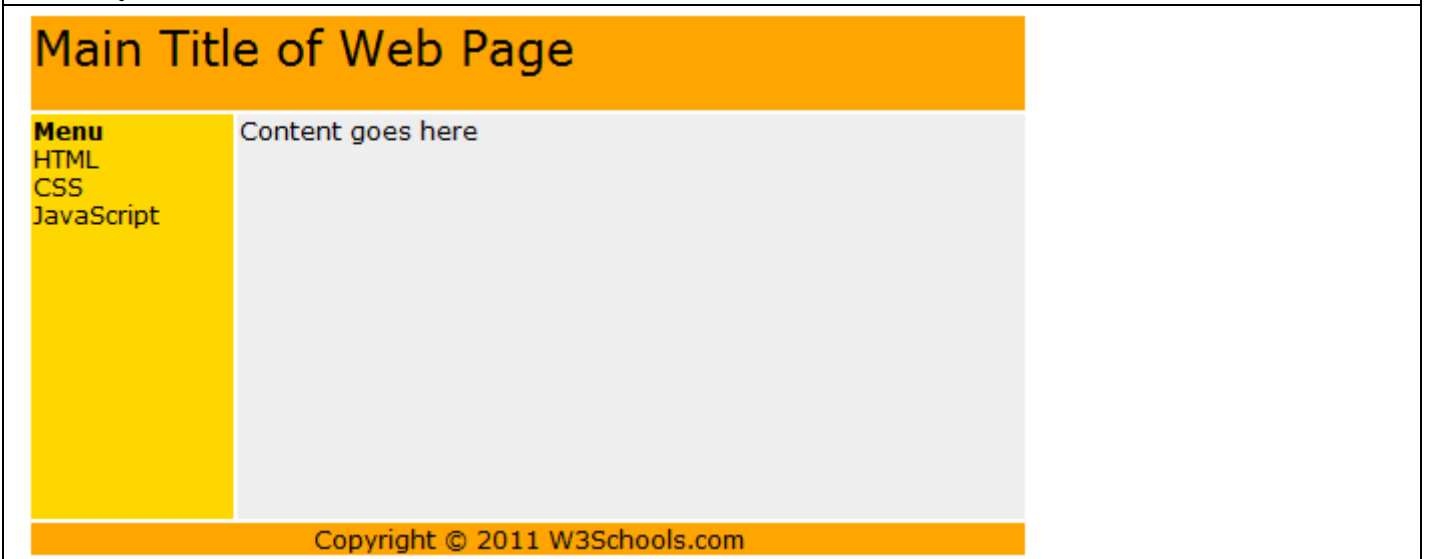 Main Title of Web Page
Menu
HTML
CSS
JavaScript
Content goes here
Copyright © 2011 W3Schools.com